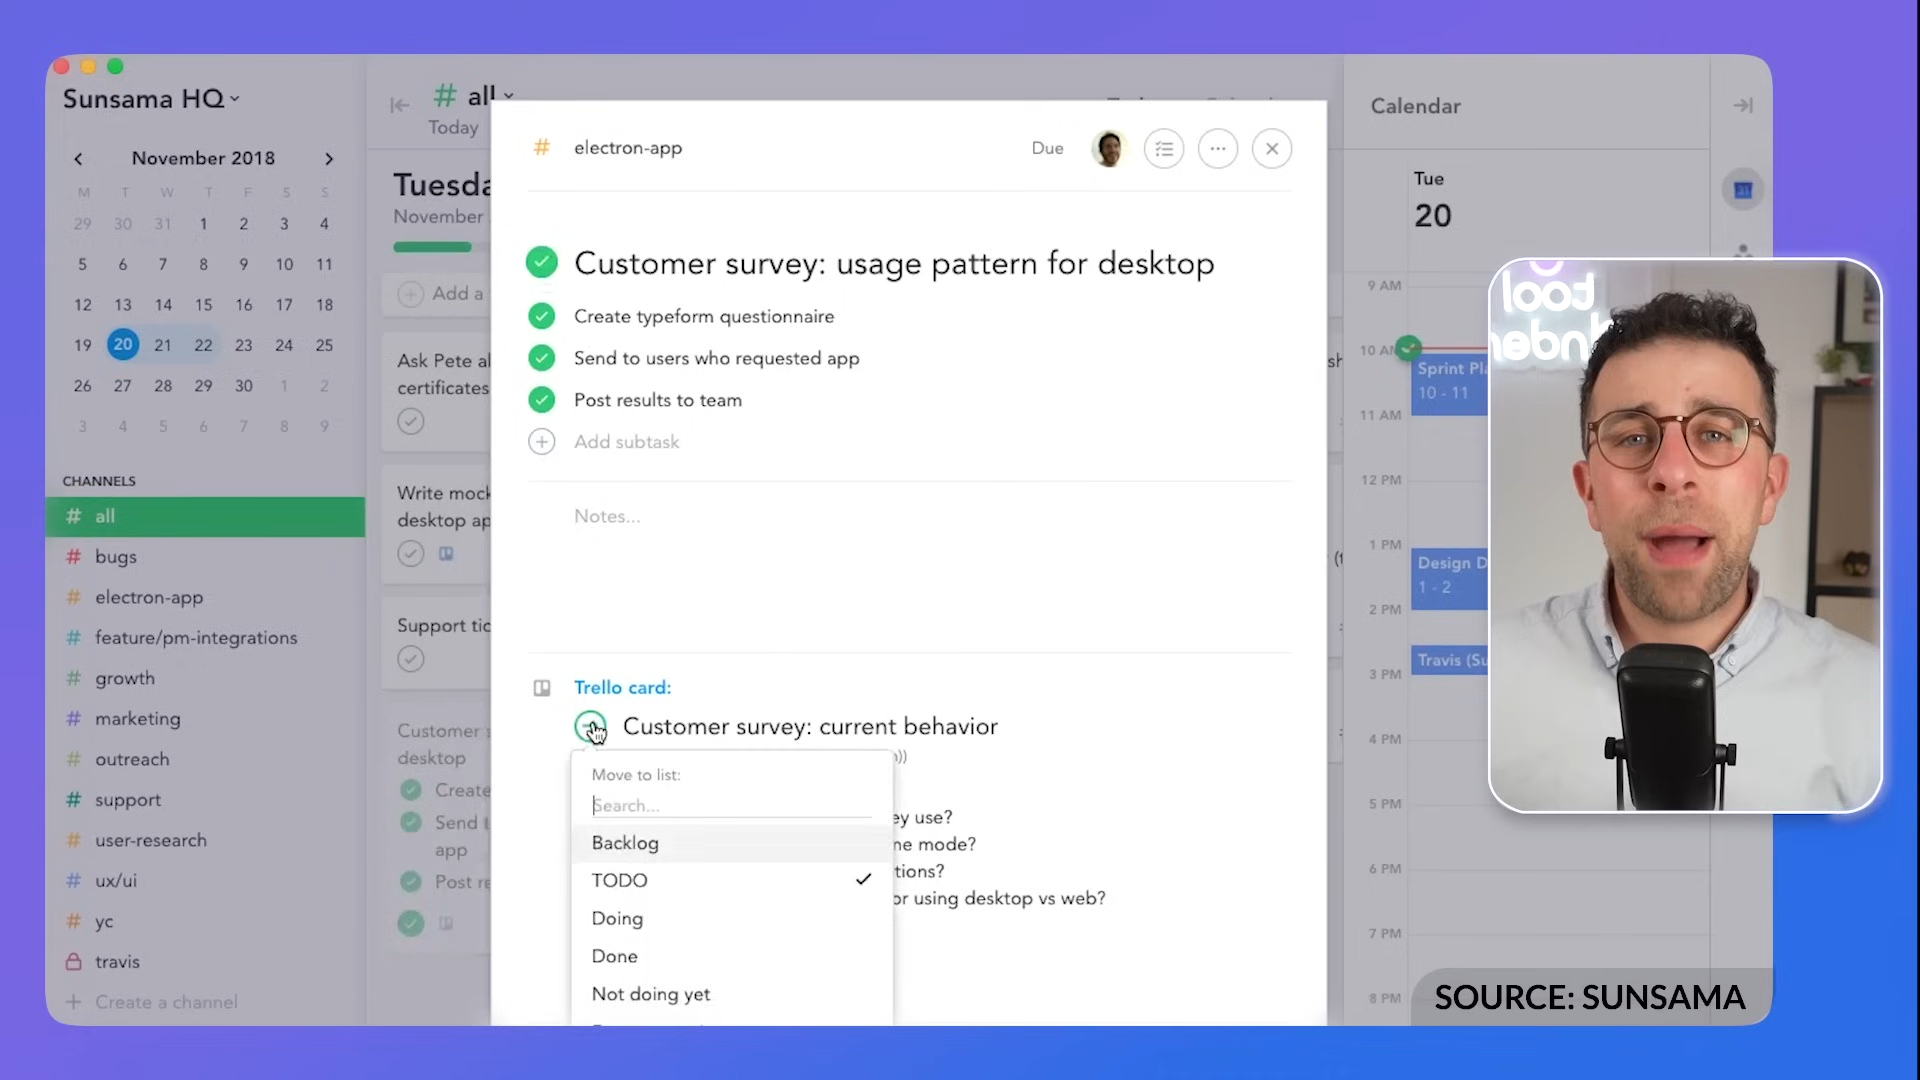 Sunsama HQ
November 2018
M T W T F S S
29 30 31 1 2 3 4
5 6 7 8 9 10 11
12 13 14 15 16 17 18
19 20 21 22 23 24 25
26 27 28 29 30 1 2
3 4 5 6 7 8 9
CHANNELS
# all
# bugs
# electron-app
# feature/pm-integrations
# growth
# marketing
# outreach
# support
# user-research
# ux/ui
# yc
travis
+ Create a channel
# all
Today
Tuesda
November
Add a
Ask Pete al
certificates
Write mock
desktop ap
Support tic
Customer s
desktop
Create
Send t
app
Post re
# electron-app
Due
Customer survey: usage pattern for desktop
Create typeform questionnaire
Send to users who requested app
Post results to team
Add subtask
Notes...
Trello card:
Customer survey: current behavior
Move to list:
Search...
Backlog
TODO
Doing
Done
Not doing yet
ey use?
ne mode?
tions?
or using desktop vs web?
Calendar
Tue
20
9 AM
10 AM
Sprint Pla
10 - 11
11 AM
12 PM
1 PM
Design D
1 - 2
2 PM
Travis (Su
3 PM
4 PM
5 PM
6 PM
7 PM
8 PM
31
SOURCE: SUNSAMA